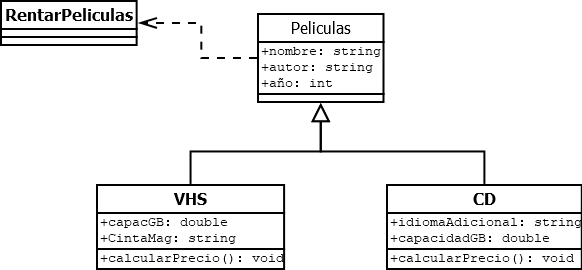 RentarPeliculas
Peliculas
+nombre: string
+autor: string
+año: int
VHS
+capacGB: double
+CintaMag: string
+calcularPrecio(): void
CD
+idiomaAdicional: string
+capacidadGB: double
+calcularPrecio(): void